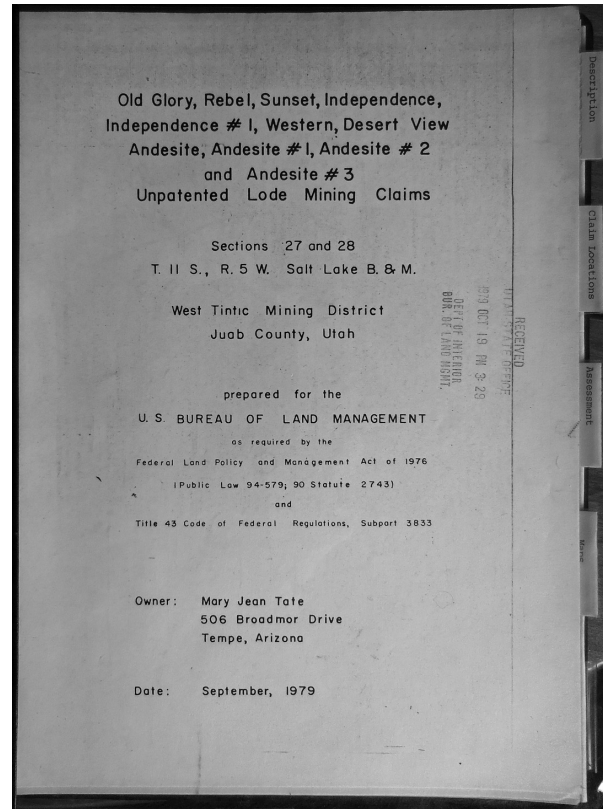 Old Glory, Rebel, Sunset, Independence,
Independence # 1, Western, Desert View
Andesite, Andesite # 1, Andesite # 2
and Andesite # 3
Unpatented Lode Mining Claims
Sections 27 and 28
T. 11 S., R. 5 W. Salt Lake B. & M.
West Tintic Mining District
Juab County, Utah
prepared for the
U. S. BUREAU OF LAND MANAGEMENT
as required by the
Federal Land Policy and Management Act of 1976
(Public Law 94-579; 90 Statute 2743)
and
Title 43 Code of Federal Regulations, Subpart 3833
Owner: Mary Jean Tate
506 Broadmor Drive
Tempe, Arizona
Date: September, 1979
RECEIVED
UTAH STATE OFFICE
1979 OCT 19 PM 3:29
DEPT OF INTERIOR
BUR. OF LAND MGMT.
Description
Claim Locations
Assessment
Maps